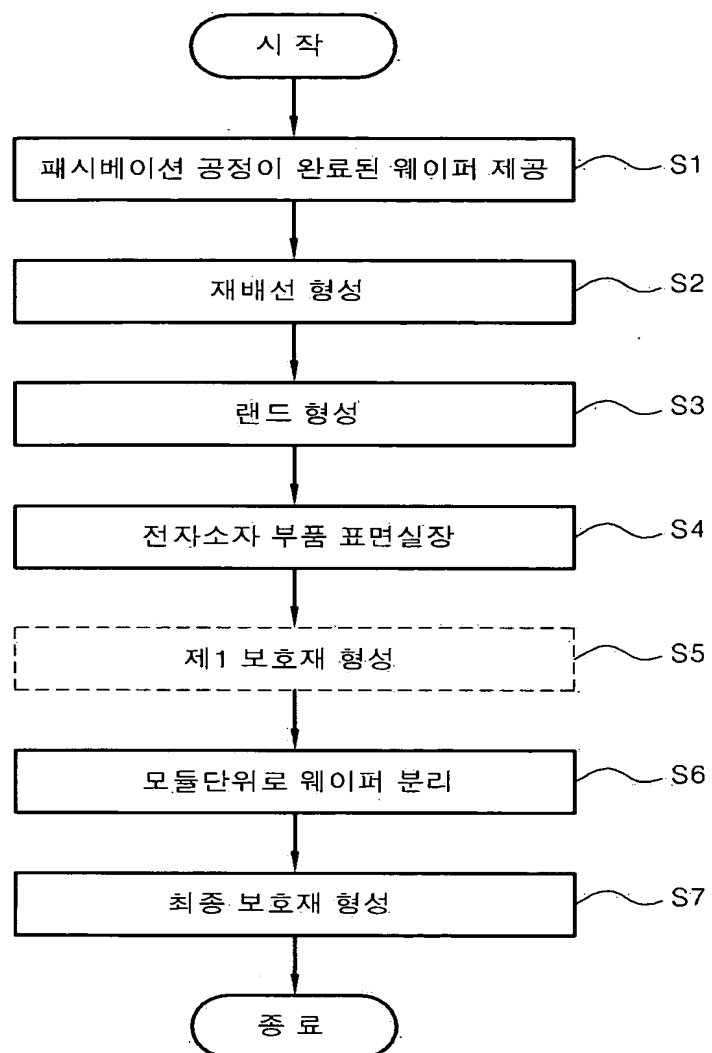 시 작
패시베이션 공정이 완료된 웨이퍼 제공 S1
재배선 형성 S2
랜드 형성 S3
전자소자 부품 표면실장 S4
제1 보호재 형성 S5
모듈단위로 웨이퍼 분리 S6
최종 보호재 형성 S7
종 료